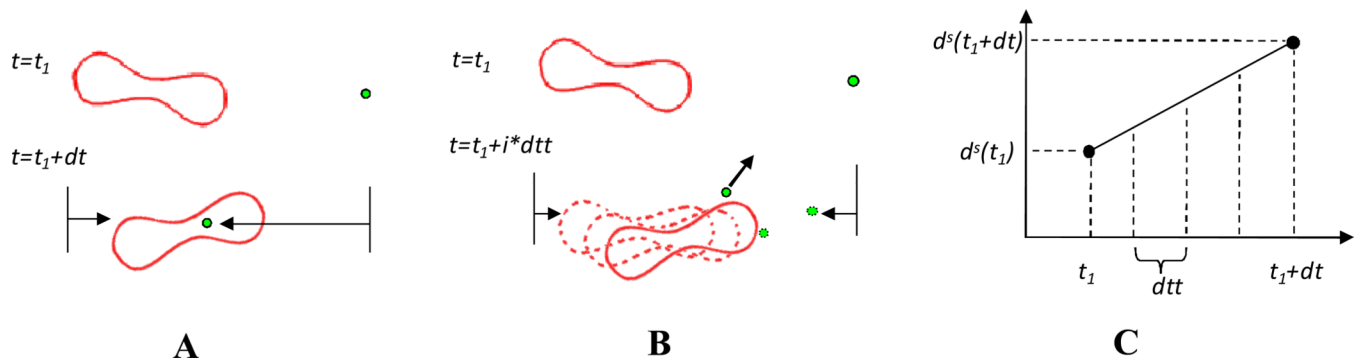 t=t₁
t=t₁+dt
A
t=t₁
t=t₁+i*dtt
B
dˢ(t₁+dt)
dˢ(t₁)
t₁
t₁+dt
dtt
C